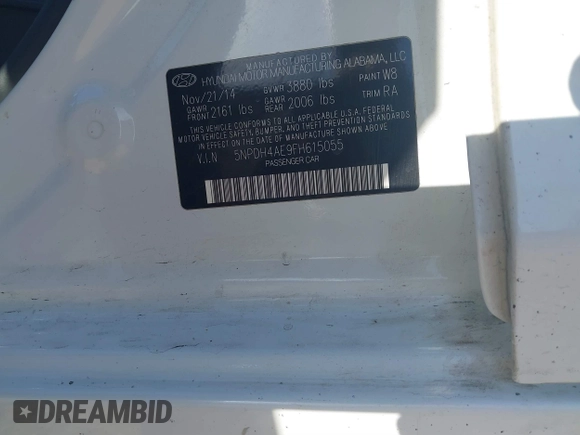 MANUFACTURED BY
HYUNDAI MOTOR MANUFACTURING ALABAMA, LLC
Nov/21/14 GVWR 3880 lbs PAINT W8
GAWR FRONT 2161 lbs GAWR REAR 2006 lbs TRIM RA
THIS VEHICLE CONFORMS TO ALL APPLICABLE U.S.A. FEDERAL
MOTOR VEHICLE SAFETY, BUMPER, AND THEFT PREVENTION STANDARDS
IN EFFECT ON THE DATE OF MANUFACTURE SHOWN ABOVE.
V.I.N 5NPDH4AE9FH615055
PASSENGER CAR
DREAMBID